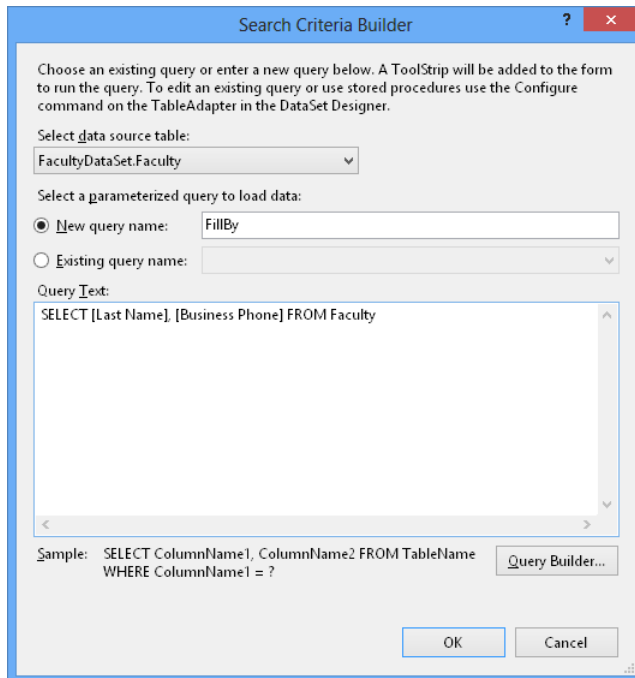 Search Criteria Builder
?
Choose an existing query or enter a new query below. A ToolStrip will be added to the form
to run the query. To edit an existing query or use stored procedures use the Configure
command on the TableAdapter in the DataSet Designer.
Select data source table:
FacultyDataSet.Faculty
Select a parameterized query to load data:
New query name: FillBy
Existing query name:
Query Text:
SELECT [Last Name], [Business Phone] FROM Faculty
Sample: SELECT ColumnName1, ColumnName2 FROM TableName
WHERE ColumnName1 = ?
Query Builder...
OK Cancel